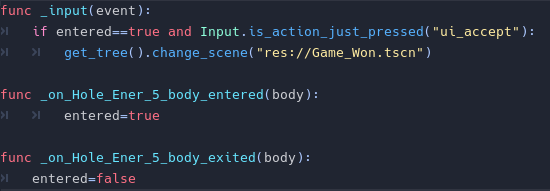 func _input(event):
if entered==true and Input.is_action_just_pressed("ui_accept"):
get_tree().change_scene("res://Game_Won.tscn")
func _on_Hole_Ener_5_body_entered(body):
entered=true
func _on_Hole_Ener_5_body_exited(body):
entered=false